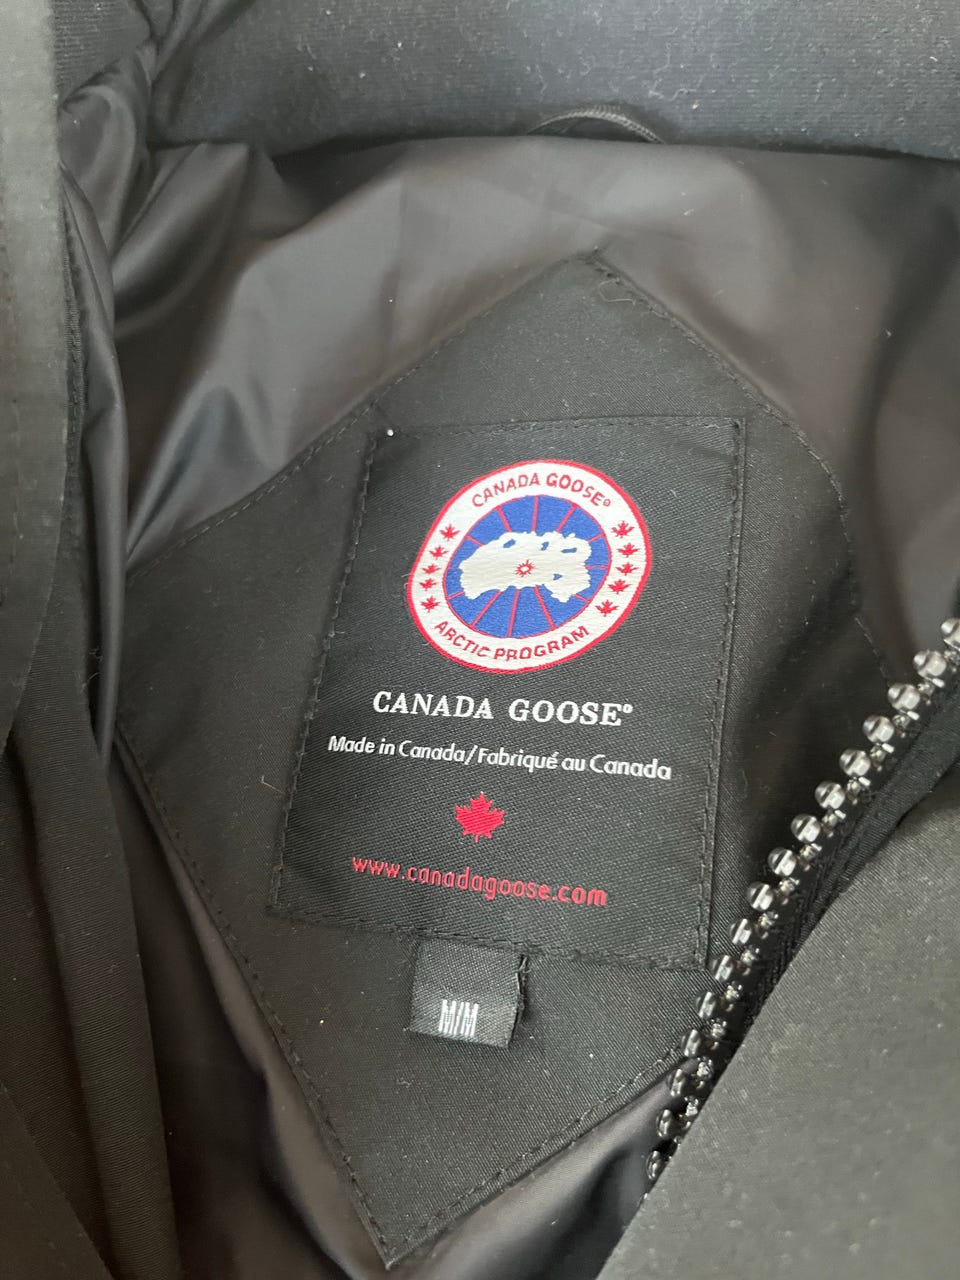 CANADA GOOSE®
ARCTIC PROGRAM
CANADA GOOSE®
Made in Canada/Fabriqué au Canada
www.canadagoose.com
M/M